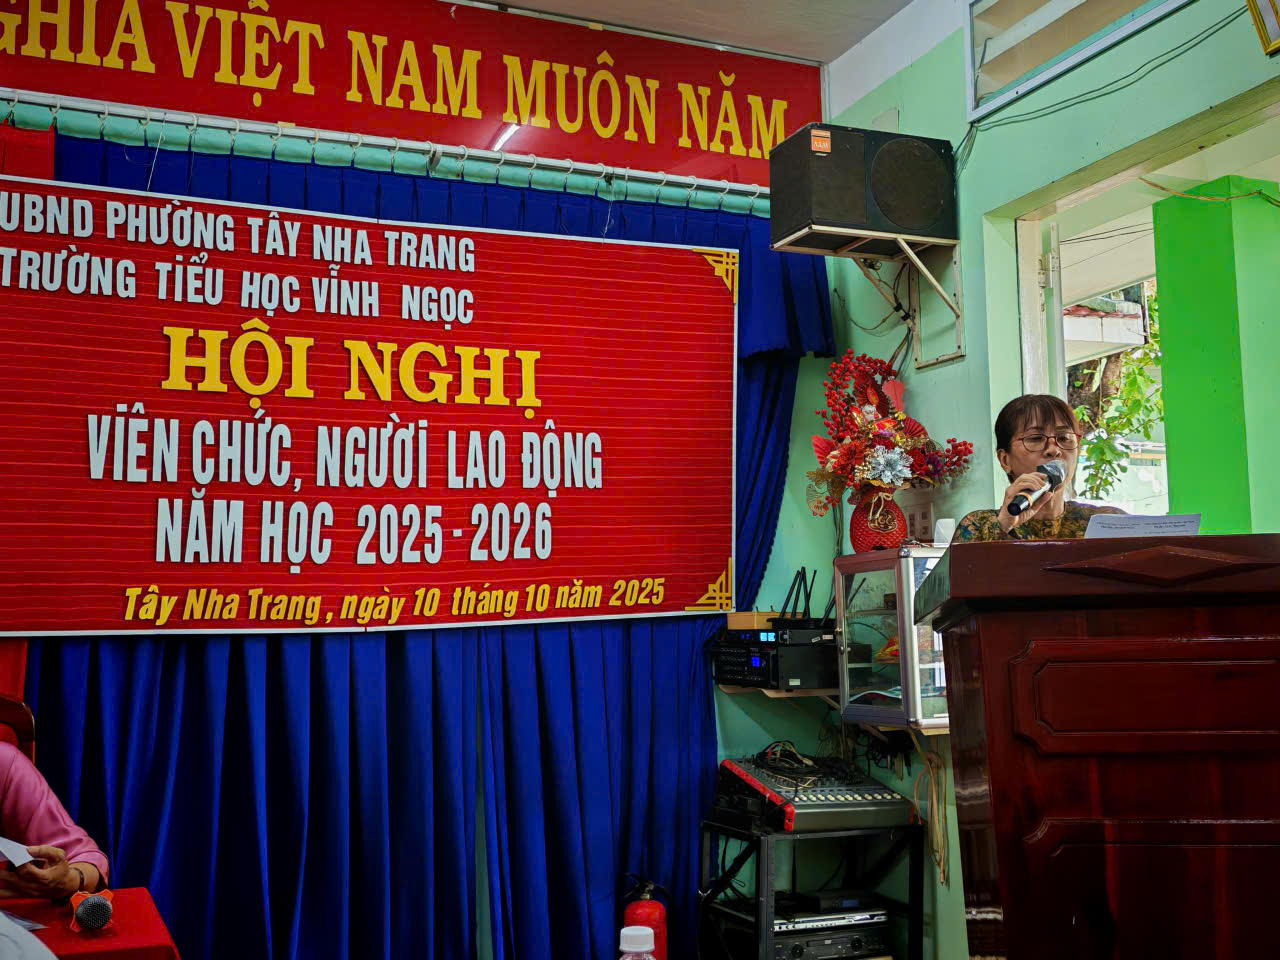 GHĨA VIỆT NAM MUÔN NĂM
UBND PHƯỜNG TÂY NHA TRANG
TRƯỜNG TIỂU HỌC VĨNH NGỌC
HỘI NGHỊ
VIÊN CHỨC, NGƯỜI LAO ĐỘNG
NĂM HỌC 2025-2026
Tây Nha Trang, ngày 10 tháng 10 năm 2025